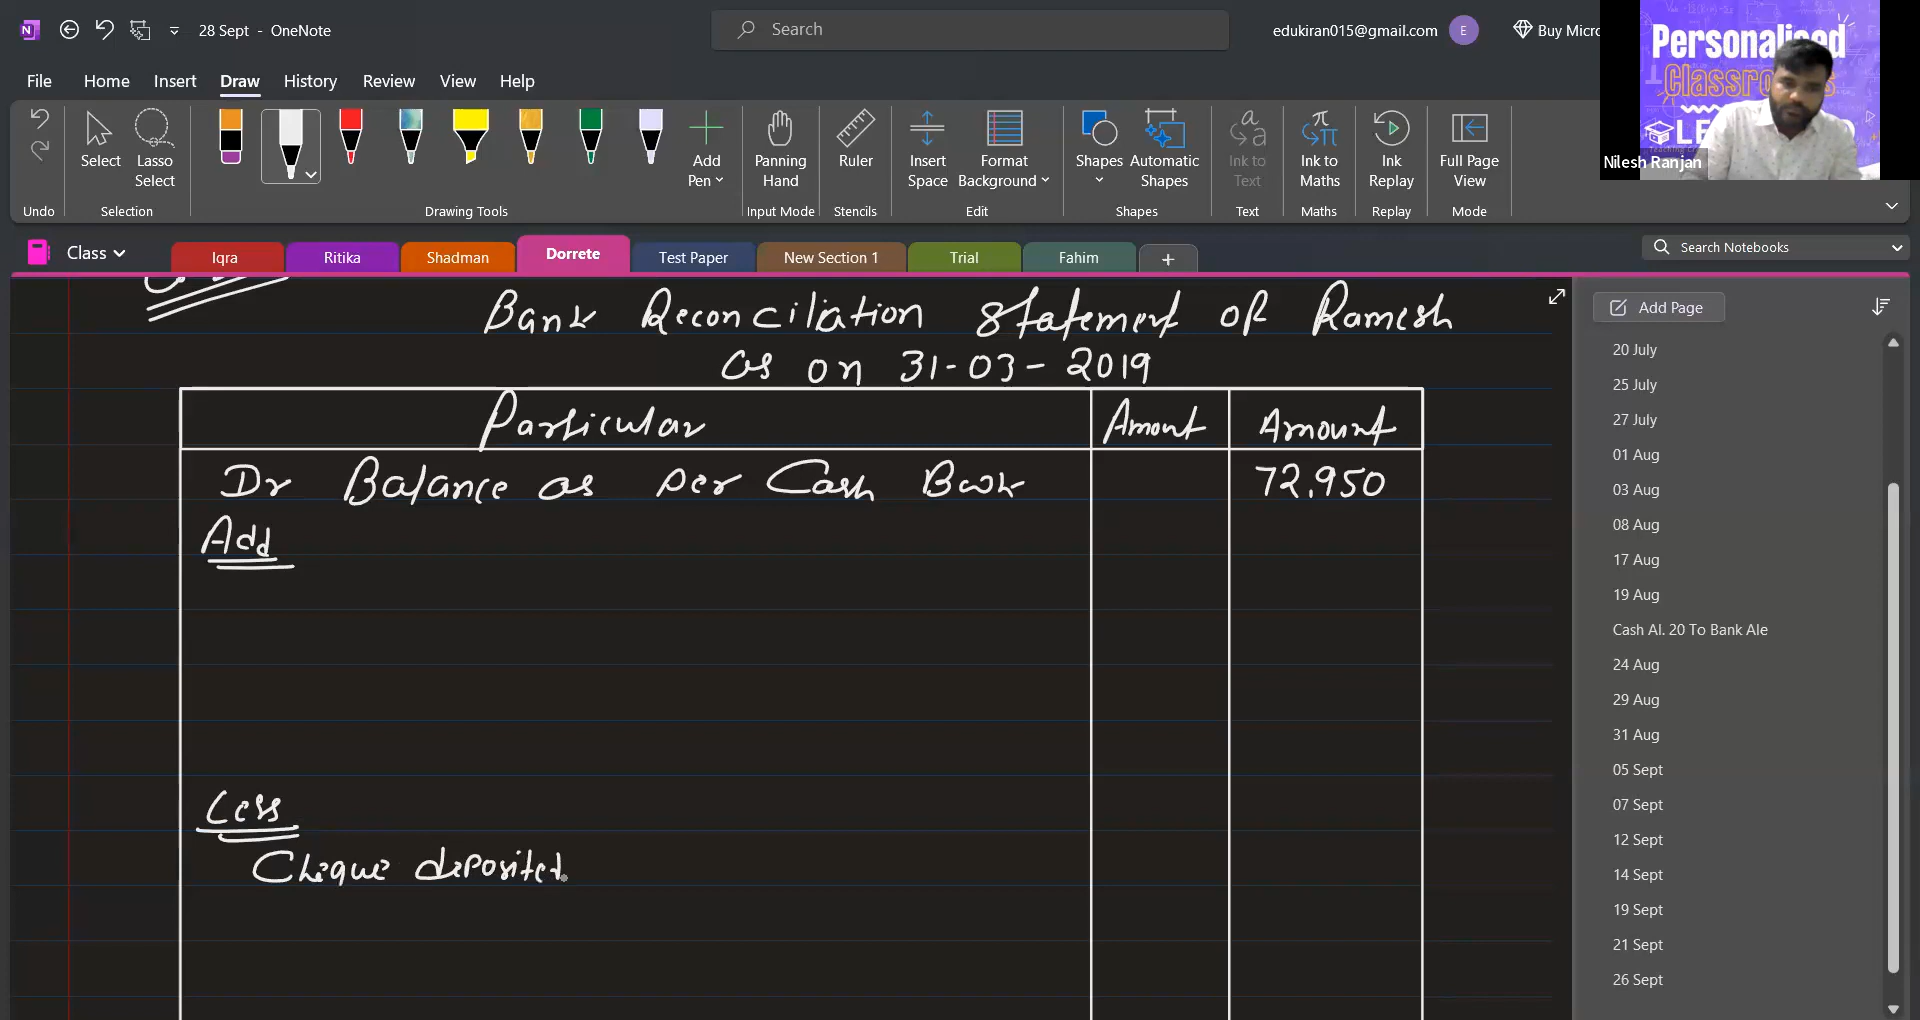 28 Sept - OneNote
Search
edukiran015@gmail.com
E
Buy Micro
File
Home
Insert
Draw
History
Review
View
Help
Select
Lasso Select
Add Pen
Panning Hand
Ruler
Insert Space
Format Background
Shapes
Automatic Shapes
Ink to Text
Ink to Maths
Ink Replay
Full Page View
Undo
Selection
Drawing Tools
Input Mode
Stencils
Edit
Shapes
Text
Maths
Replay
Mode
Personalised
Nilesh Ranjan
Class
Iqra
Ritika
Shadman
Dorrete
Test Paper
New Section 1
Trial
Fahim
Search Notebooks
Bank Reconciliation Statement of Ramesh
as on 31-03-2019
Particular Amount Amount
Dr Balance as per Cash Book 72,950
Add
Less
Cheque deposited
Add Page
20 July
25 July
27 July
01 Aug
03 Aug
08 Aug
17 Aug
19 Aug
Cash Al. 20 To Bank Ale
24 Aug
29 Aug
31 Aug
05 Sept
07 Sept
12 Sept
14 Sept
19 Sept
21 Sept
26 Sept